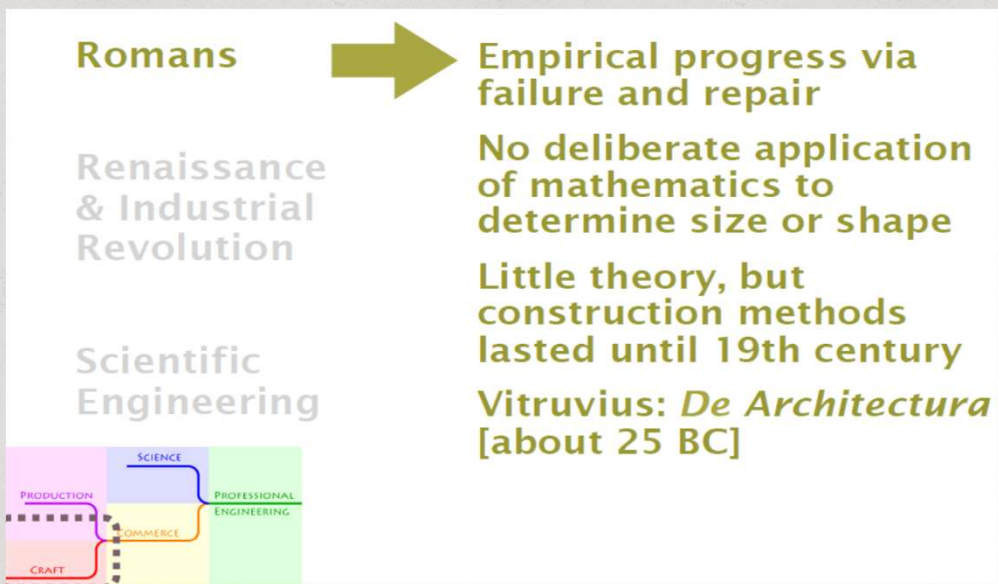 Romans
Empirical progress via
failure and repair
No deliberate application
of mathematics to
determine size or shape
Little theory, but
construction methods
lasted until 19th century
Vitruvius: De Architectura
[about 25 BC]
Renaissance
& Industrial
Revolution
Scientific
Engineering
SCIENCE
PRODUCTION
PROFESSIONAL
ENGINEERING
COMMERCE
CRAFT